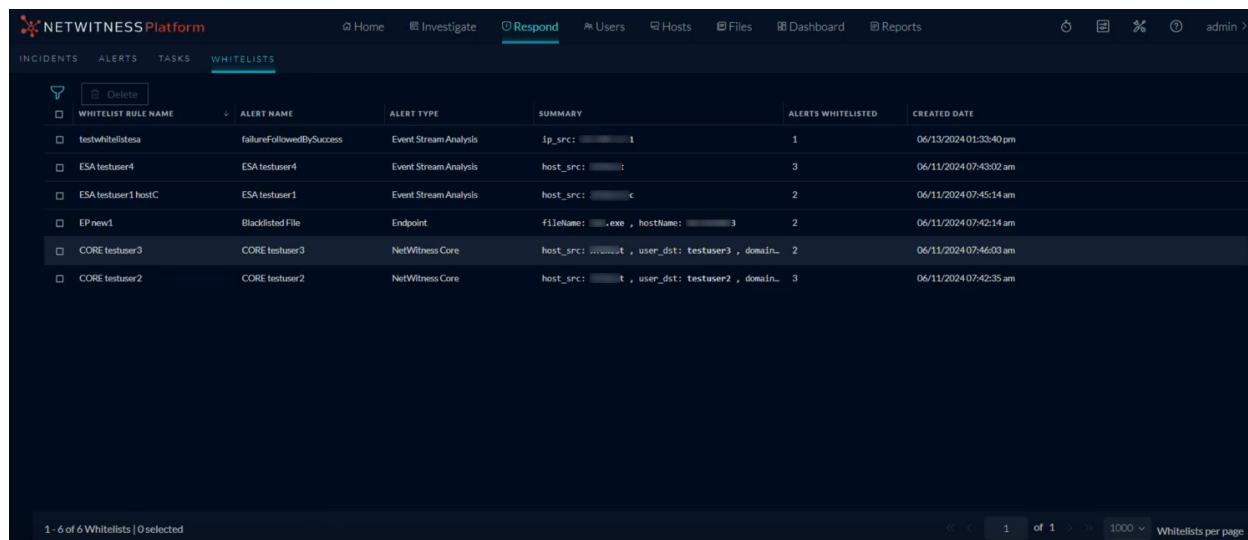 NETWITNESS Platform Home Investigate Respond Users Hosts Files Dashboard Reports admin
INCIDENTS ALERTS TASKS WHITELISTS
Delete
WHITELIST RULE NAME ALERT NAME ALERT TYPE SUMMARY ALERTS WHITELISTED CREATED DATE
testwhitelistesa failureFollowedBySuccess Event Stream Analysis ip_src: 1 1 06/13/2024 01:33:40 pm
ESA testuser4 ESA testuser4 Event Stream Analysis host_src: 3 06/11/2024 07:43:02 am
ESA testuser1 hostC ESA testuser1 Event Stream Analysis host_src: c 2 06/11/2024 07:45:14 am
EP new1 Blacklisted File Endpoint fileName: .exe , hostName: 3 2 06/11/2024 07:42:14 am
CORE testuser3 CORE testuser3 NetWitness Core host_src: t , user_dst: testuser3 , domain… 2 06/11/2024 07:46:03 am
CORE testuser2 CORE testuser2 NetWitness Core host_src: t , user_dst: testuser2 , domain… 3 06/11/2024 07:42:35 am
1 - 6 of 6 Whitelists | 0 selected 1 of 1 1000 Whitelists per page